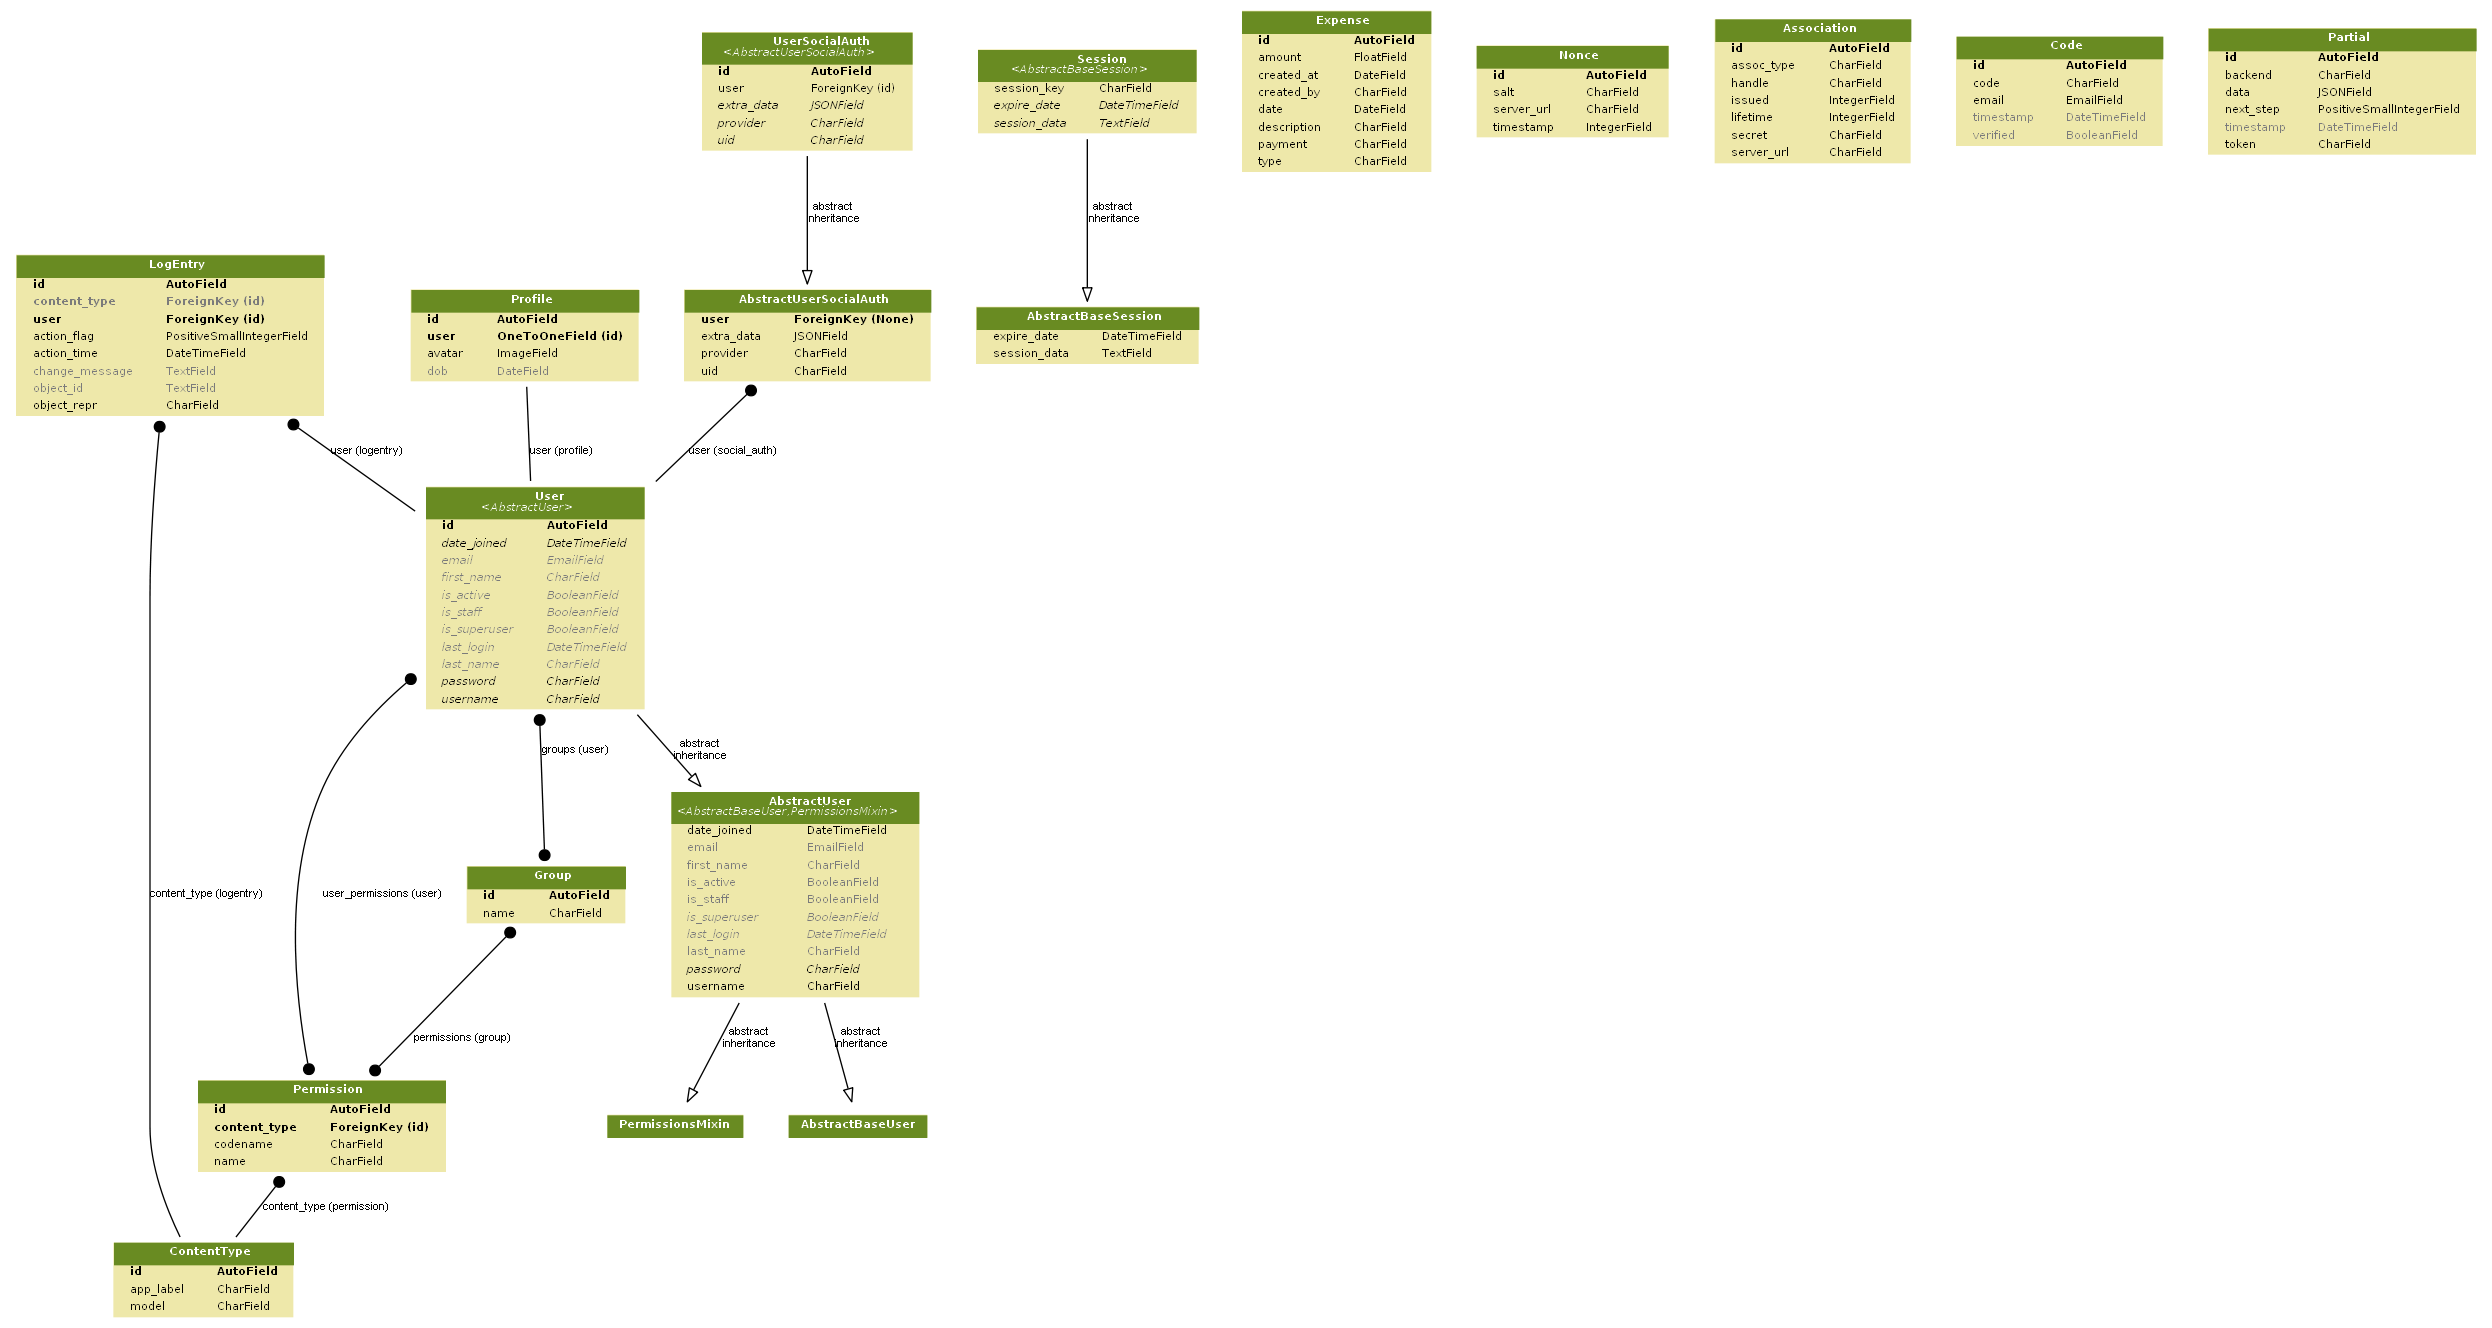 UserSocialAuth
<AbstractUserSocialAuth>
id AutoField
user ForeignKey (id)
extra_data JSONField
provider CharField
uid CharField
Session
<AbstractBaseSession>
session_key CharField
expire_date DateTimeField
session_data TextField
Expense
id AutoField
amount FloatField
created_at DateField
created_by CharField
date DateField
description CharField
payment CharField
type CharField
Nonce
id AutoField
salt CharField
server_url CharField
timestamp IntegerField
Association
id AutoField
assoc_type CharField
handle CharField
issued IntegerField
lifetime IntegerField
secret CharField
server_url CharField
Code
id AutoField
code CharField
email EmailField
timestamp DateTimeField
verified BooleanField
Partial
id AutoField
backend CharField
data JSONField
next_step PositiveSmallIntegerField
timestamp DateTimeField
token CharField
abstract
inheritance
abstract
inheritance
LogEntry
id AutoField
content_type ForeignKey (id)
user ForeignKey (id)
action_flag PositiveSmallIntegerField
action_time DateTimeField
change_message TextField
object_id TextField
object_repr CharField
Profile
id AutoField
user OneToOneField (id)
avatar ImageField
dob DateField
AbstractUserSocialAuth
user ForeignKey (None)
extra_data JSONField
provider CharField
uid CharField
AbstractBaseSession
expire_date DateTimeField
session_data TextField
user (logentry)
user (profile)
user (social_auth)
User
<AbstractUser>
id AutoField
date_joined DateTimeField
email EmailField
first_name CharField
is_active BooleanField
is_staff BooleanField
is_superuser BooleanField
last_login DateTimeField
last_name CharField
password CharField
username CharField
groups (user)
abstract
inheritance
AbstractUser
<AbstractBaseUser,PermissionsMixin>
date_joined DateTimeField
email EmailField
first_name CharField
is_active BooleanField
is_staff BooleanField
is_superuser BooleanField
last_login DateTimeField
last_name CharField
password CharField
username CharField
content_type (logentry)
user_permissions (user)
Group
id AutoField
name CharField
permissions (group)
abstract
inheritance
abstract
inheritance
Permission
id AutoField
content_type ForeignKey (id)
codename CharField
name CharField
PermissionsMixin
AbstractBaseUser
content_type (permission)
ContentType
id AutoField
app_label CharField
model CharField